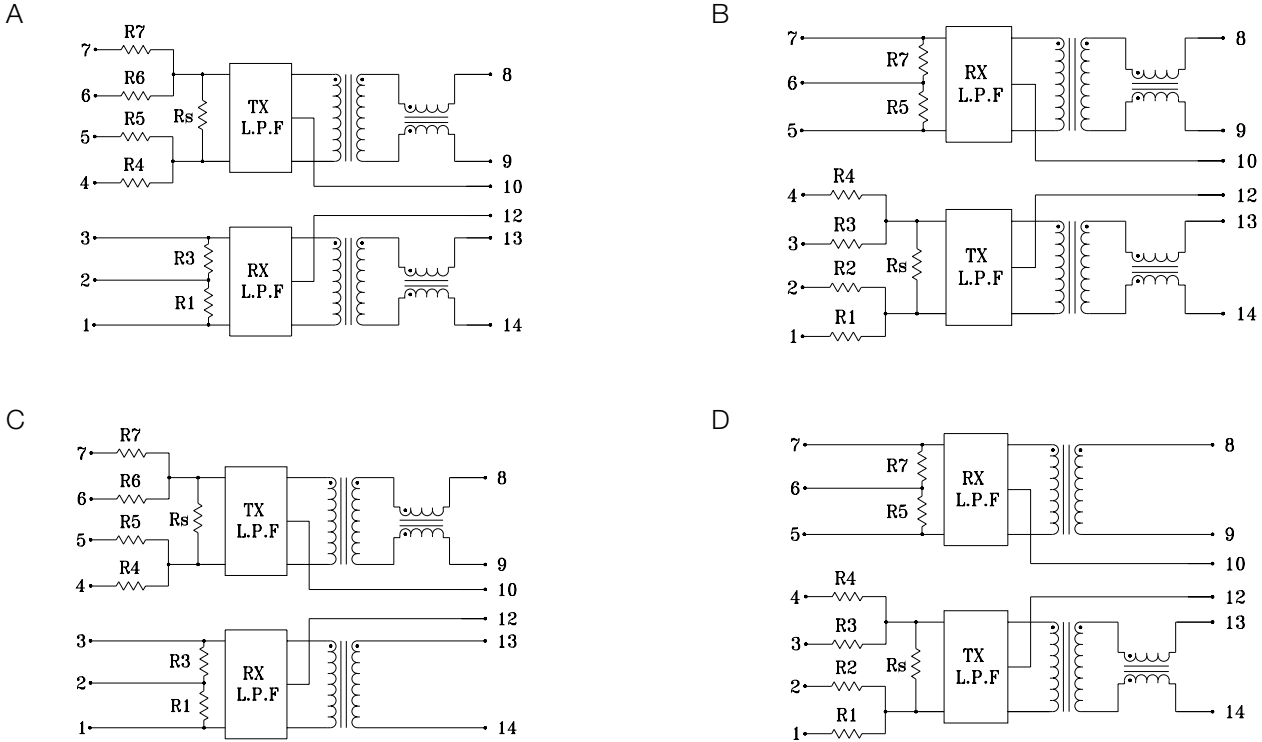 A
7 R7
6 R6
5 R5
4 R4
Rs
TX
L.P.F
8
9
10
12
3
2
1
R3
R1
RX
L.P.F
13
14
B
7
6
5
R7
R5
RX
L.P.F
8
9
10
12
4 R4
3 R3
2 R2
1 R1
Rs
TX
L.P.F
13
14
C
7 R7
6 R6
5 R5
4 R4
Rs
TX
L.P.F
8
9
10
12
3
2
1
R3
R1
RX
L.P.F
13
14
D
7
6
5
R7
R5
RX
L.P.F
8
9
10
12
4 R4
3 R3
2 R2
1 R1
Rs
TX
L.P.F
13
14